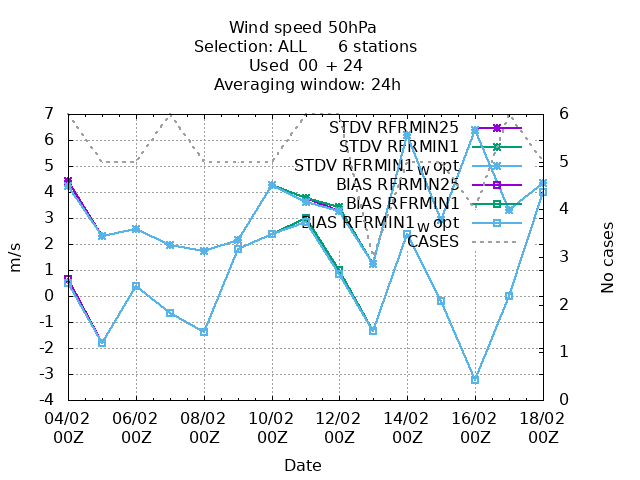 Wind speed 50hPa
Selection: ALL 6 stations
Used 00 + 24
Averaging window: 24h
7
6
5
4
3
2
1
0
-1
-2
-3
-4
m/s
6
5
4
3
2
1
0
No cases
STDV RFRMIN25
STDV RFRMIN1
STDV RFRMIN1wopt
BIAS RFRMIN25
BIAS RFRMIN1
BIAS RFRMIN1wopt
CASES
04/02 06/02 08/02 10/02 12/02 14/02 16/02 18/02
00Z 00Z 00Z 00Z 00Z 00Z 00Z 00Z
Date